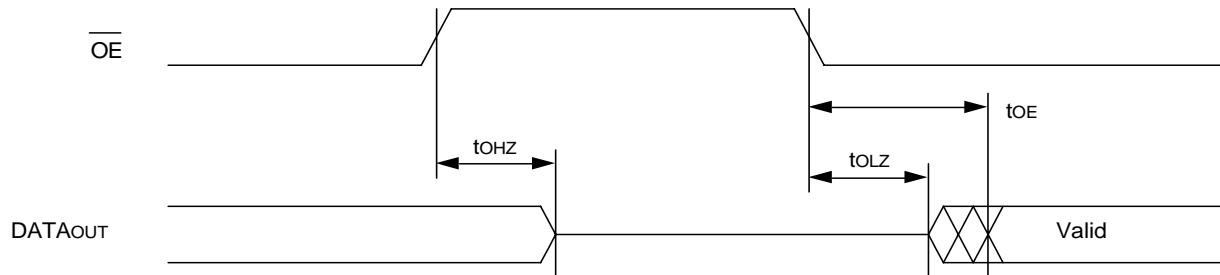 OE
tOE
tOHZ
tOLZ
DATAOUT
Valid